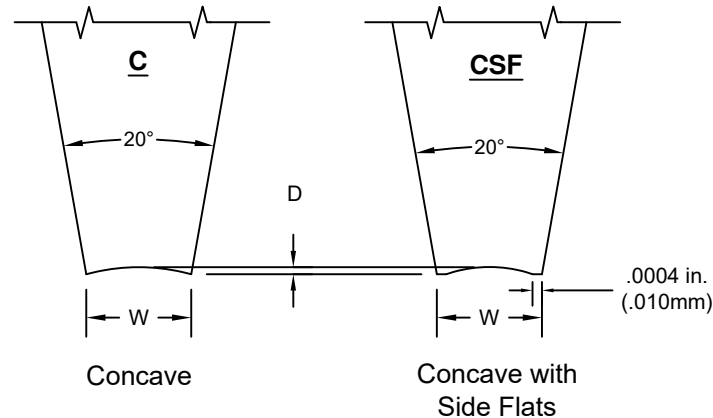 C
CSF
20°
20°
D
.0004 in.
(.010mm)
W
W
Concave
Concave with
Side Flats